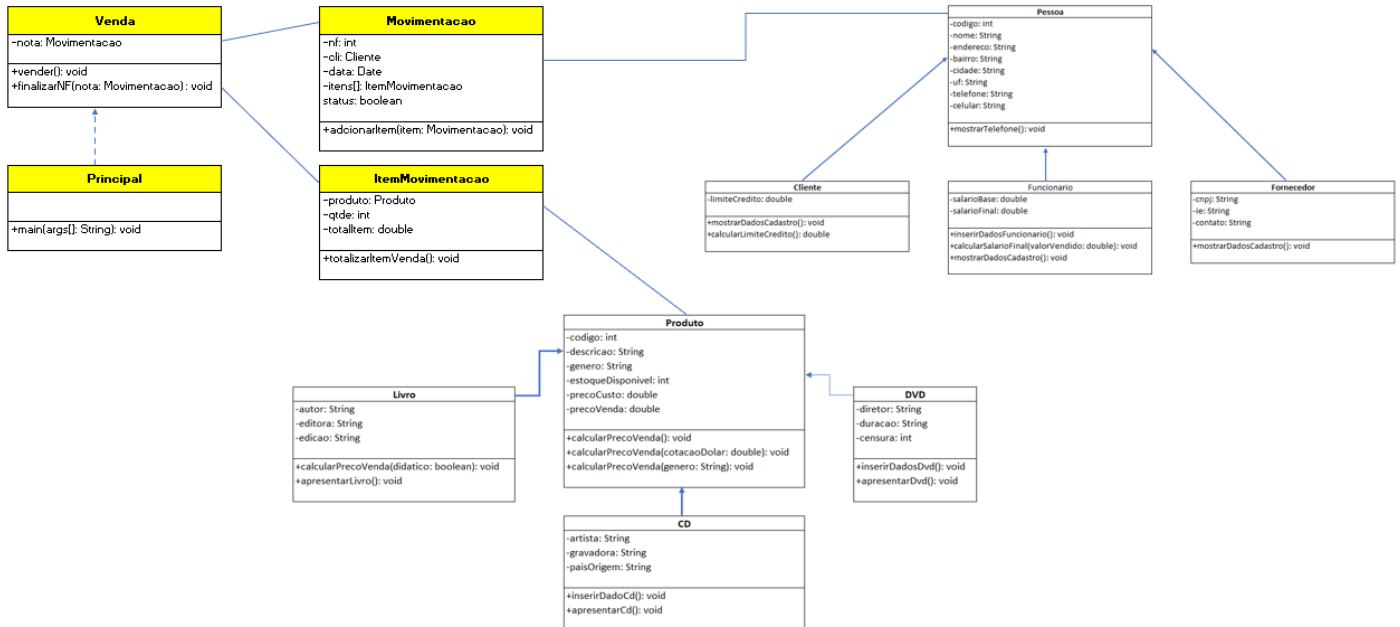 Venda
-nota: Movimentacao
+vender(): void
+finalizarNF(nota: Movimentacao) : void
Movimentacao
-nf: int
-cli: Cliente
-data: Date
-itens[]: ItemMovimentacao
status: boolean
+adcionarItem(item: Movimentacao): void
Pessoa
-codigo: int
-nome: String
-endereco: String
-bairro: String
-cidade: String
-uf: String
-telefone: String
-celular: String
+mostrarTelefone(): void
Principal
+main(args[]: String): void
ItemMovimentacao
-produto: Produto
-qtde: int
-totalItem: double
+totalizarItemVenda(): void
Cliente
-limiteCredito: double
+mostrarDadosCadastro(): void
+calcularLimiteCredito(): double
Funcionario
-salarioBase: double
-salarioFinal: double
+inserirDadosFuncionario(): void
+calcularSalarioFinal(valorVendido: double): void
+mostrarDadosCadastro(): void
Fornecedor
-cnpj: String
-ie: String
-contato: String
+mostrarDadosCadastro(): void
Produto
-codigo: int
-descricao: String
-genero: String
-estoqueDisponivel: int
-precoCusto: double
-precoVenda: double
+calcularPrecoVenda(): void
+calcularPrecoVenda(cotacaoDolar: double): void
+calcularPrecoVenda(genero: String): void
Livro
-autor: String
-editora: String
-edicao: String
+calcularPrecoVenda(didatico: boolean): void
+apresentarLivro(): void
DVD
-diretor: String
-duracao: String
-censura: int
+inserirDadosDvd(): void
+apresentarDvd(): void
CD
-artista: String
-gravadora: String
-paisOrigem: String
+inserirDadoCd(): void
+apresentarCd(): void